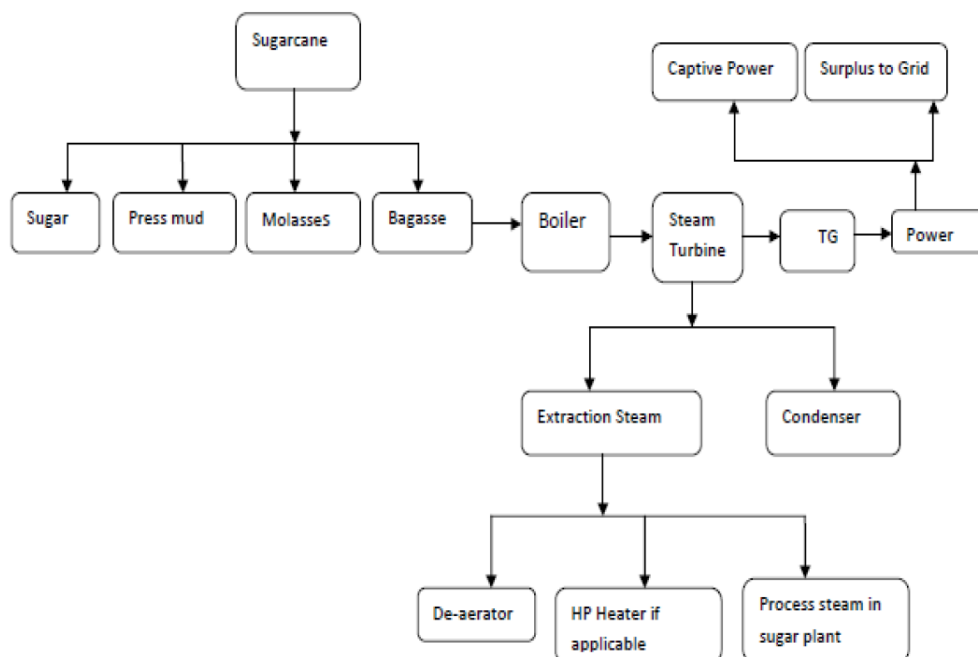 Sugarcane
Captive Power
Surplus to Grid
Sugar
Press mud
Molasses
Bagasse
Boiler
Steam
Turbine
TG
Power
Extraction Steam
Condenser
De-aerator
HP Heater if
applicable
Process steam in
sugar plant